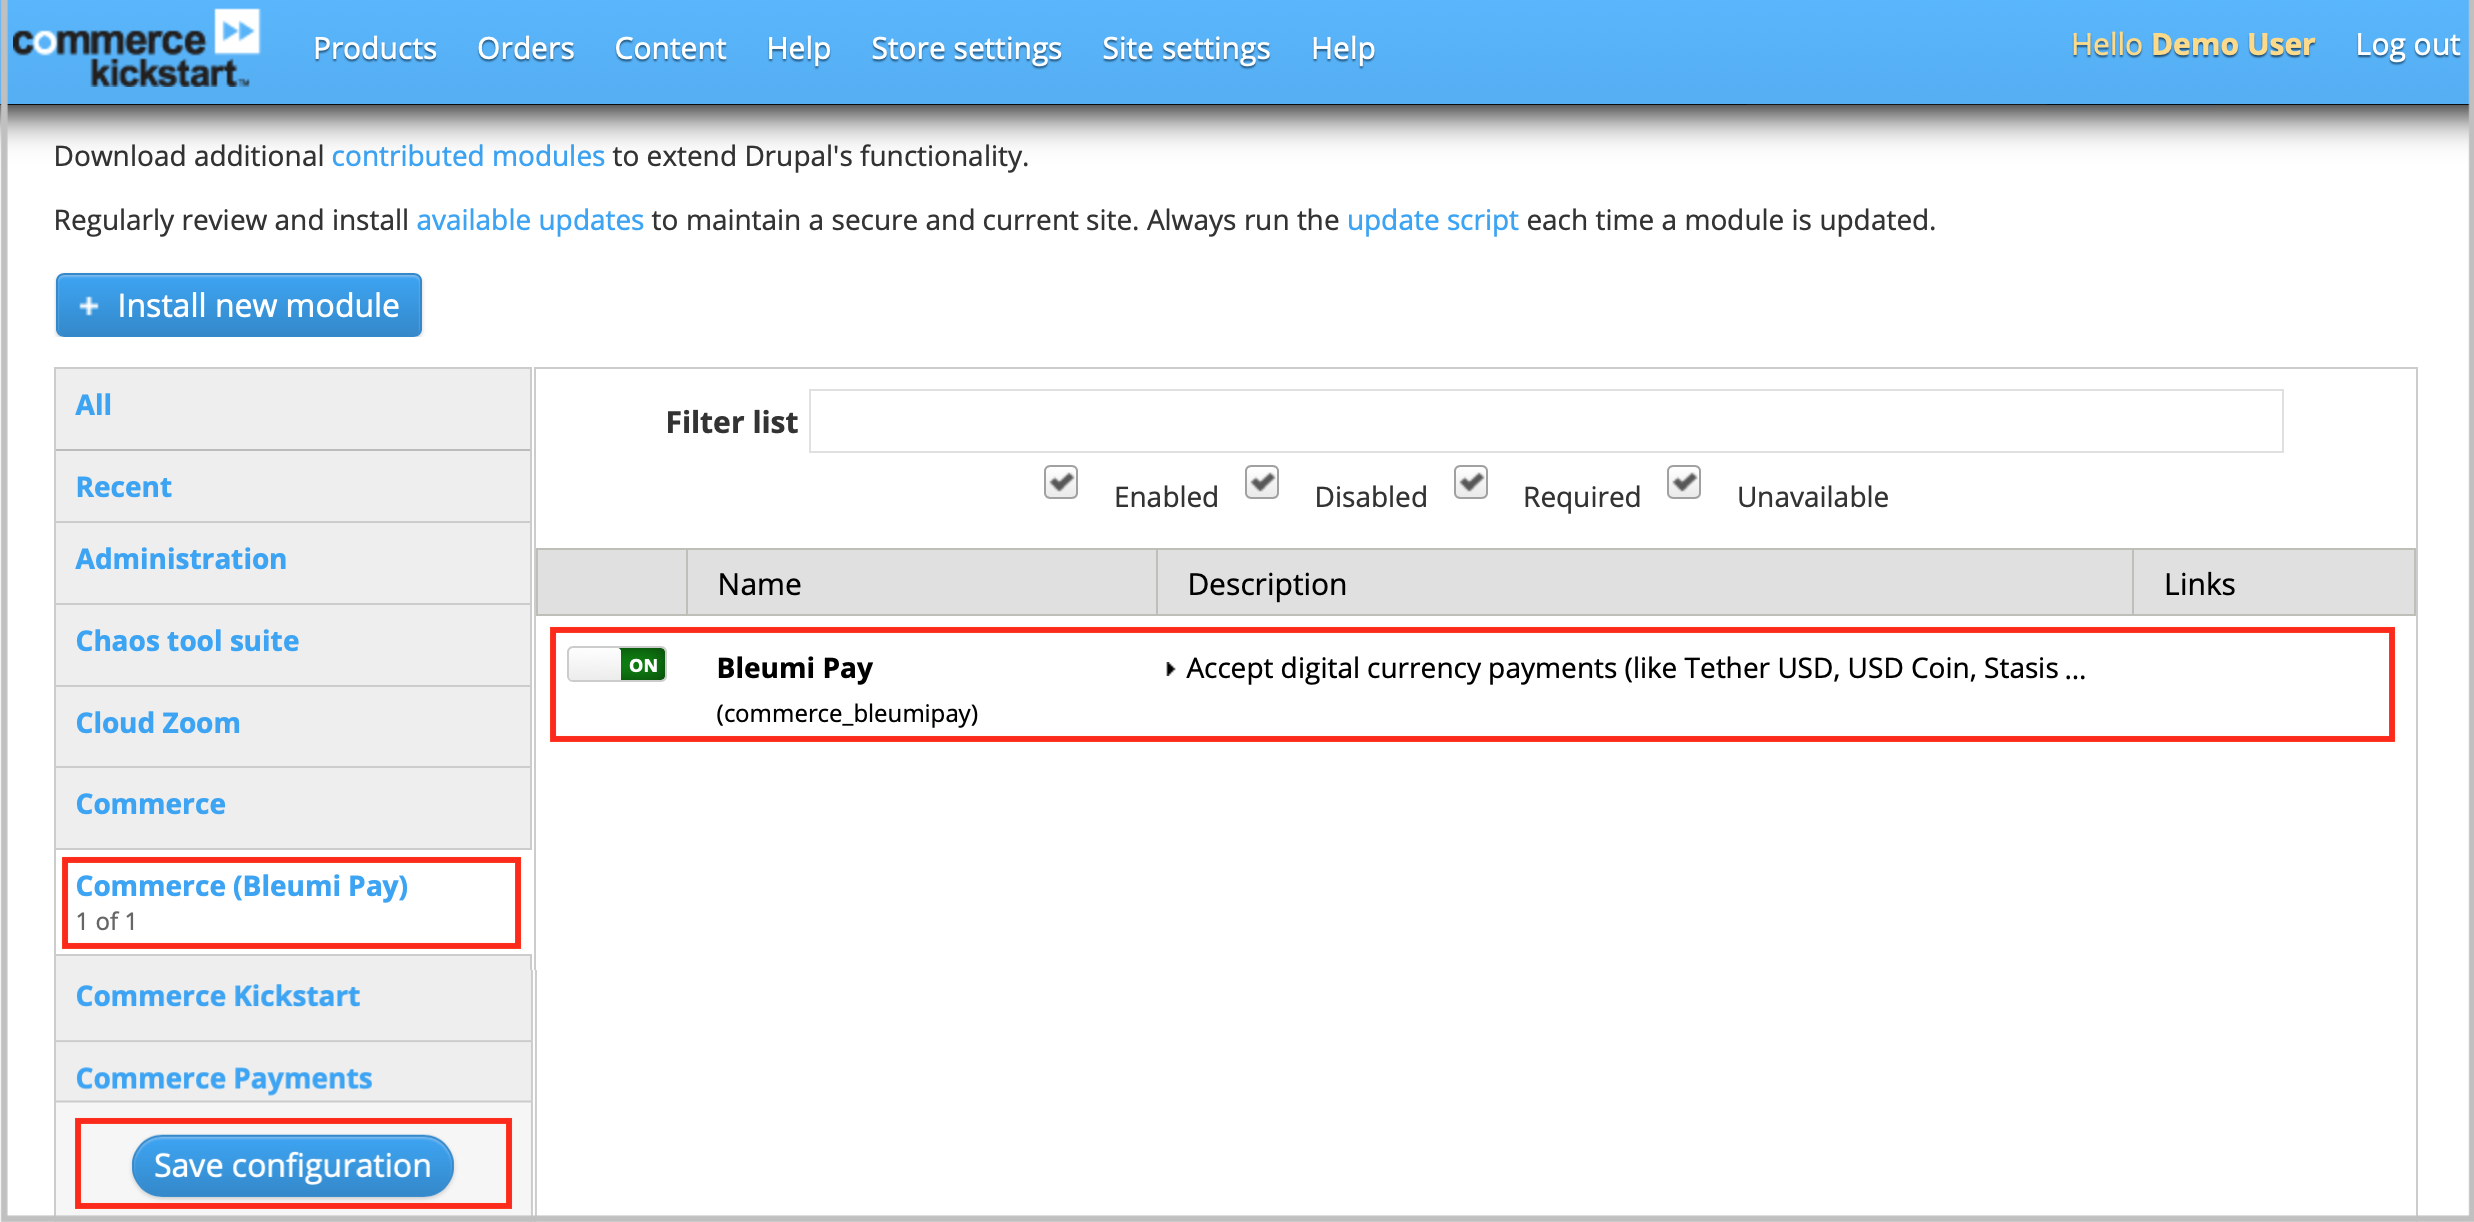 commerce
kickstart™
Products Orders Content Help Store settings Site settings Help
Hello Demo User Log out
Download additional contributed modules to extend Drupal's functionality.
Regularly review and install available updates to maintain a secure and current site. Always run the update script each time a module is updated.
+ Install new module
All
Recent
Administration
Chaos tool suite
Cloud Zoom
Commerce
Commerce (Bleumi Pay)
1 of 1
Commerce Kickstart
Commerce Payments
Save configuration
Filter list
Enabled Disabled Required Unavailable
Name Description Links
ON Bleumi Pay Accept digital currency payments (like Tether USD, USD Coin, Stasis ...
(commerce_bleumipay)